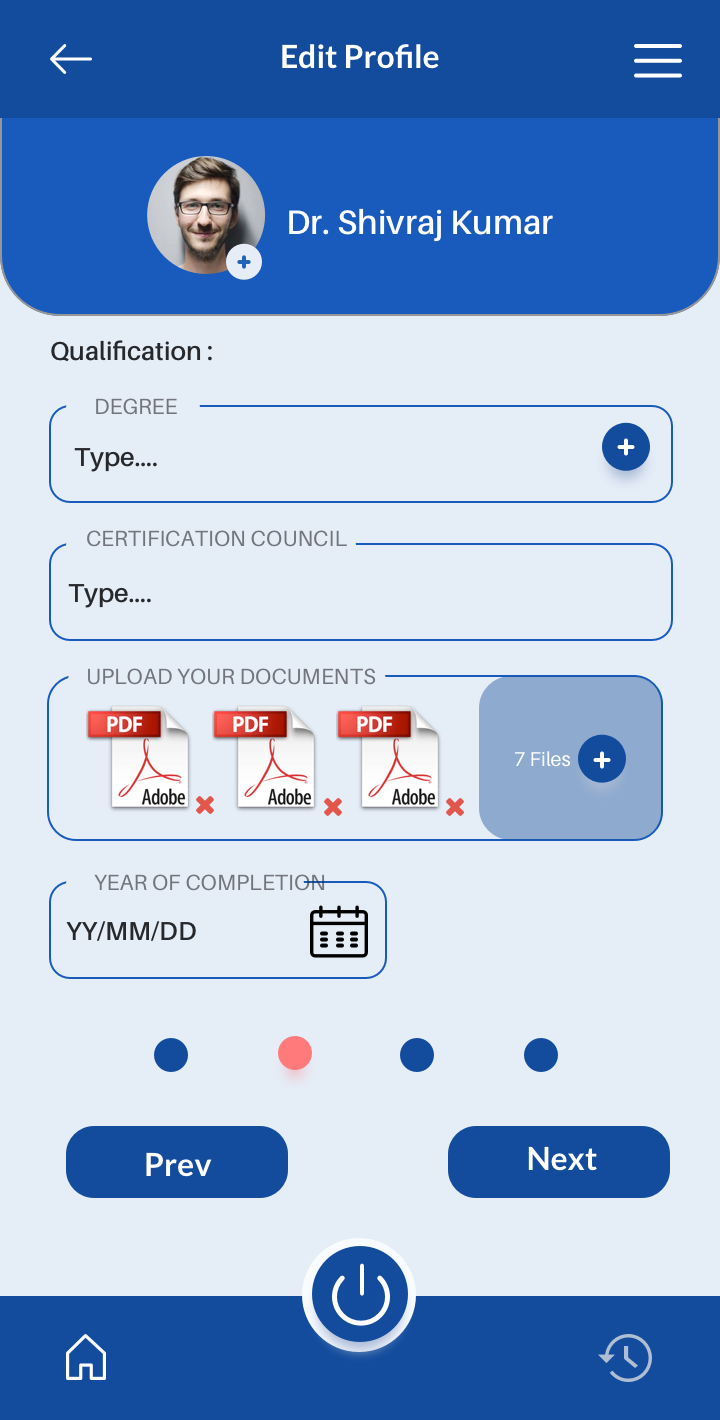 Edit Profile
Dr. Shivraj Kumar
Qualification :
DEGREE
Type....
CERTIFICATION COUNCIL
Type....
UPLOAD YOUR DOCUMENTS
PDF PDF PDF
7 Files
Adobe Adobe Adobe
YEAR OF COMPLETION
YY/MM/DD
Prev Next